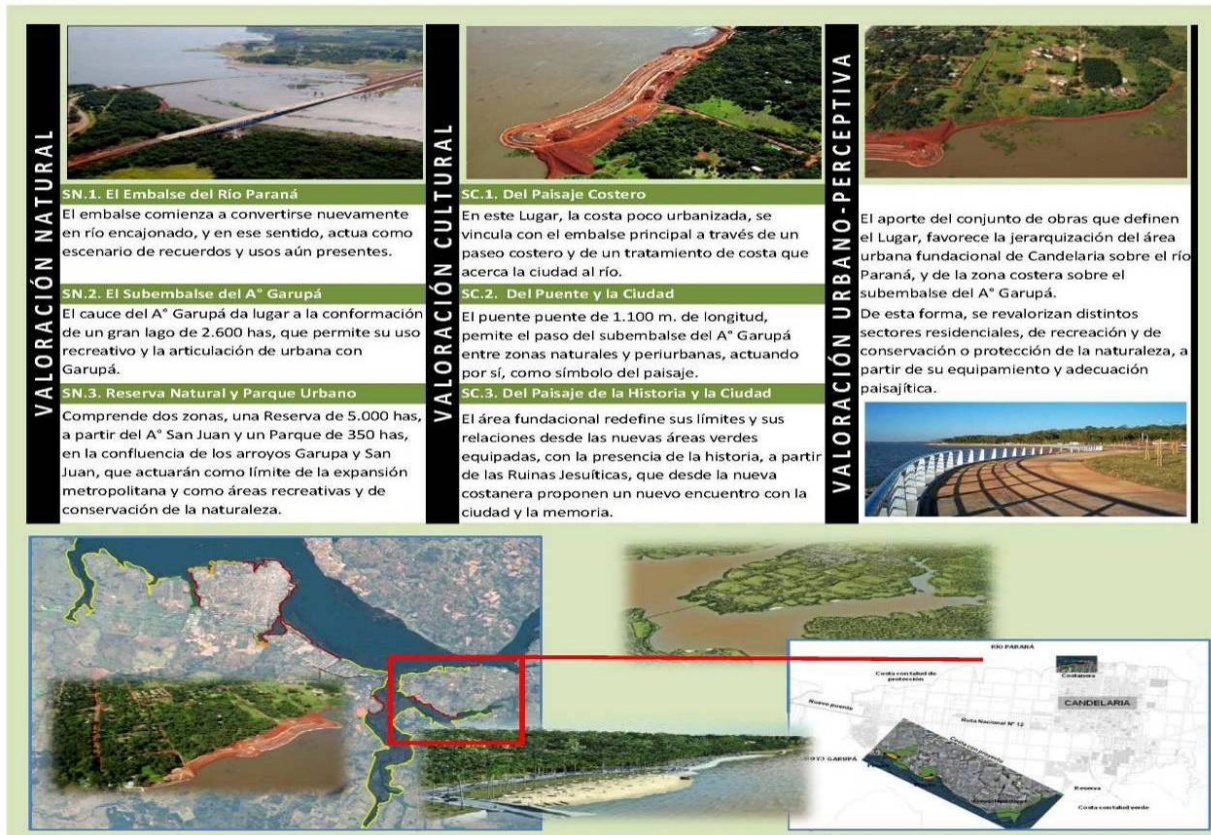 VALORACIÓN NATURAL
SN.1. El Embalse del Río Paraná
El embalse comienza a convertirse nuevamente
en río encajonado, y en ese sentido, actua como
escenario de recuerdos y usos aún presentes.
SN.2. El Subembalse del A° Garupá
El cauce del A° Garupá da lugar a la conformación
de un gran lago de 2.600 has, que permite su uso
recreativo y la articulación de urbana con
Garupá.
SN.3. Reserva Natural y Parque Urbano
Comprende dos zonas, una Reserva de 5.000 has,
a partir del A° San Juan y un Parque de 350 has,
en la confluencia de los arroyos Garupa y San
Juan, que actuarán como límite de la expansión
metropolitana y como áreas recreativas y de
conservación de la naturaleza.
VALORACIÓN CULTURAL
SC.1. Del Paisaje Costero
En este Lugar, la costa poco urbanizada, se
vincula con el embalse principal a través de un
paseo costero y de un tratamiento de costa que
acerca la ciudad al río.
SC.2. Del Puente y la Ciudad
El puente puente de 1.100 m. de longitud,
pemite el paso del subembalse del A° Garupá
entre zonas naturales y periurbanas, actuando
por sí, como símbolo del paisaje.
SC.3. Del Paisaje de la Historia y la Ciudad
El área fundacional redefine sus límites y sus
relaciones desde las nuevas áreas verdes
equipadas, con la presencia de la historia, a partir
de las Ruinas Jesuíticas, que desde la nueva
costanera proponen un nuevo encuentro con la
ciudad y la memoria.
VALORACIÓN URBANO-PERCEPTIVA
El aporte del conjunto de obras que definen
el Lugar, favorece la jerarquización del área
urbana fundacional de Candelaria sobre el río
Paraná, y de la zona costera sobre el
subembalse del A° Garupá.
De esta forma, se revalorizan distintos
sectores residenciales, de recreación y de
conservación o protección de la naturaleza, a
partir de su equipamiento y adecuación
paisajítica.
RÍO PARANÁ
Costa con talud de
protección
Costanera
CANDELARIA
Nuevo puente
Ruta Nacional N° 12
GARUPÁ
Reserva
Costa con talud verde